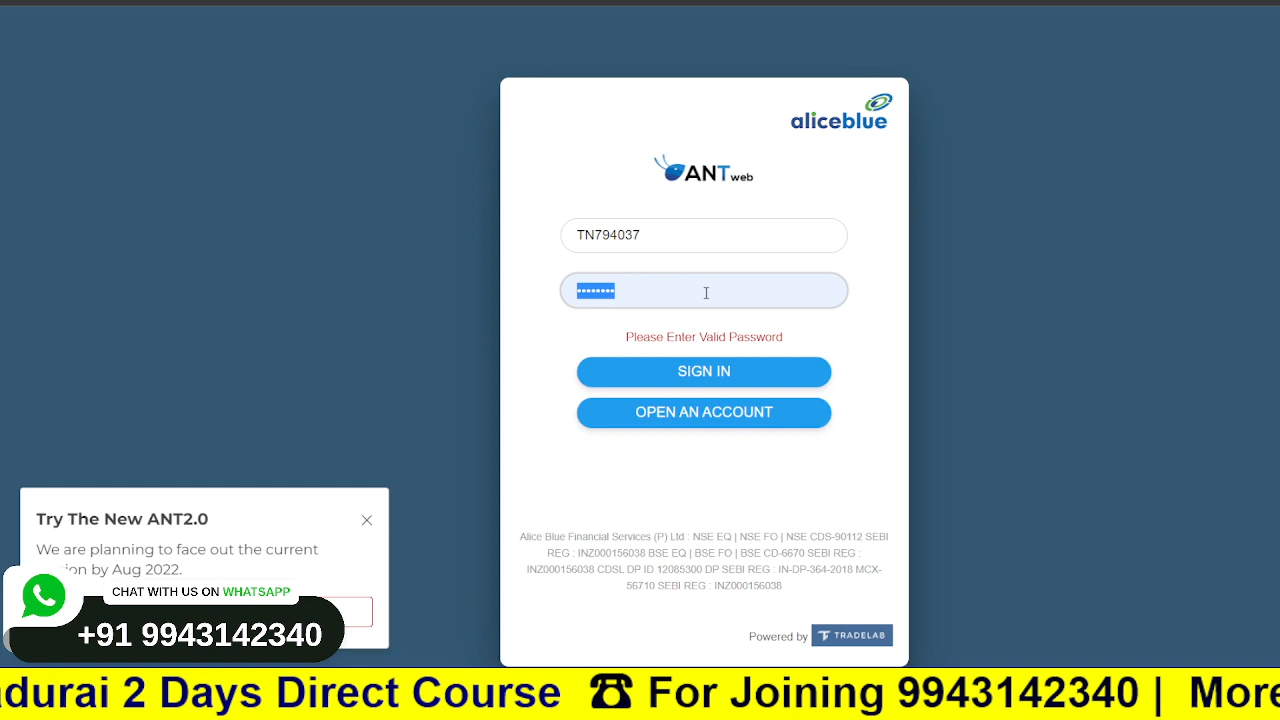 aliceblue
ANT web
TN794037
••••••••
Please Enter Valid Password
SIGN IN
OPEN AN ACCOUNT
Alice Blue Financial Services (P) Ltd : NSE EQ | NSE FO | NSE CDS-90112 SEBI
REG : INZ000156038 BSE EQ | BSE FO | BSE CD-6670 SEBI REG :
INZ000156038 CDSL DP ID 12085300 DP SEBI REG : IN-DP-364-2018 MCX-
56710 SEBI REG : INZ000156038
Powered by TRADELAB
Try The New ANT2.0
We are planning to face out the current
by Aug 2022.
CHAT WITH US ON WHATSAPP
+91 9943142340
adurai 2 Days Direct Course ☎ For Joining 9943142340 | More